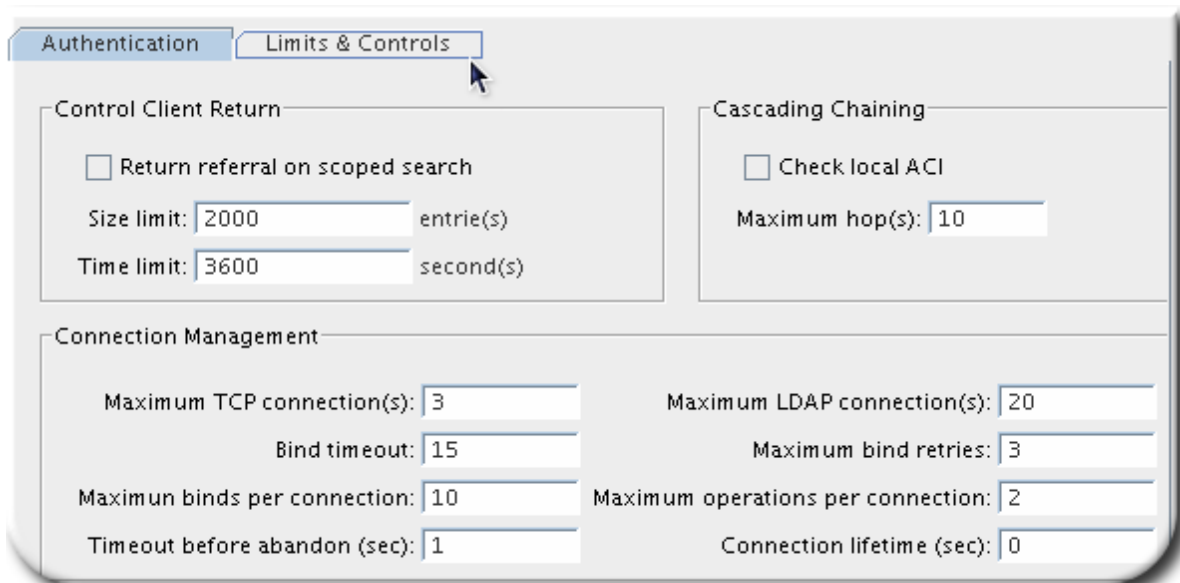 Authentication
Limits & Controls
Control Client Return
Return referral on scoped search
Size limit: 2000 entrie(s)
Time limit: 3600 second(s)
Cascading Chaining
Check local ACI
Maximum hop(s): 10
Connection Management
Maximum TCP connection(s): 3
Maximum LDAP connection(s): 20
Bind timeout: 15
Maximum bind retries: 3
Maximun binds per connection: 10
Maximum operations per connection: 2
Timeout before abandon (sec): 1
Connection lifetime (sec): 0